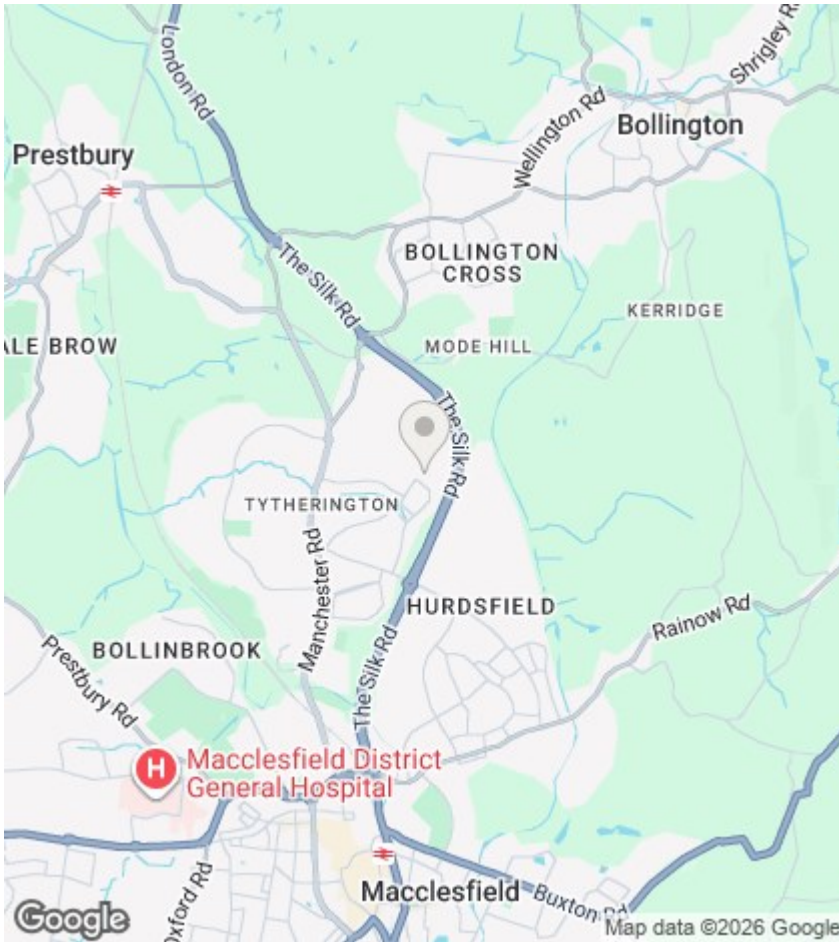 London Rd
Shrigley R
Wellington Rd
Bollington
Prestbury
The Silk Rd
BOLLINGTON
CROSS
KERRIDGE
ALE BROW
MODE HILL
The Silk Rd
TYTHERINGTON
Manchester Rd
HURDSFIELD
Rainow Rd
BOLLINBROOK
Prestbury Rd
The Silk Rd
H
Macclesfield District
General Hospital
Oxford Rd
Macclesfield
Buxton Rd
Google
Map data ©2026 Google